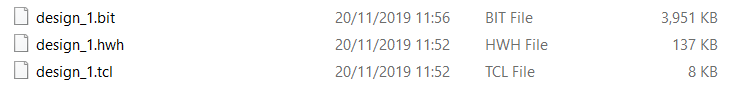 design_1.bit 20/11/2019 11:56 BIT File 3,951 KB
design_1.hwh 20/11/2019 11:52 HWH File 137 KB
design_1.tcl 20/11/2019 11:52 TCL File 8 KB